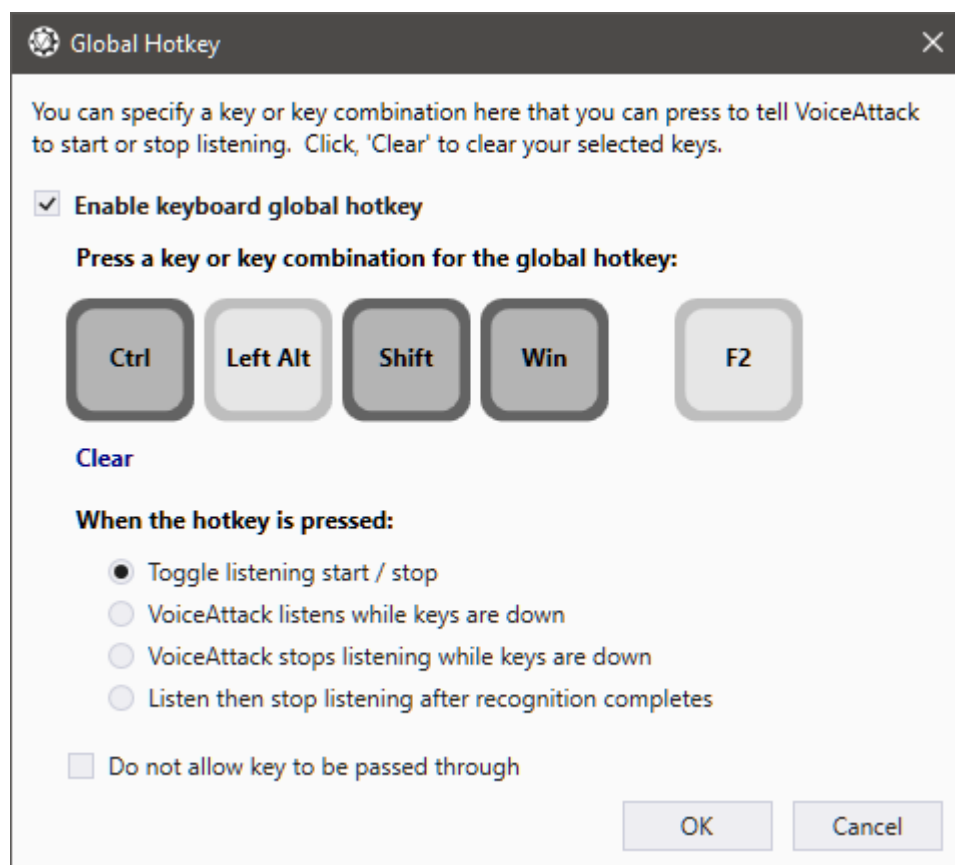 Global Hotkey
You can specify a key or key combination here that you can press to tell VoiceAttack
to start or stop listening.  Click, 'Clear' to clear your selected keys.
Enable keyboard global hotkey
Press a key or key combination for the global hotkey:
Ctrl Left Alt Shift Win F2
Clear
When the hotkey is pressed:
Toggle listening start / stop
VoiceAttack listens while keys are down
VoiceAttack stops listening while keys are down
Listen then stop listening after recognition completes
Do not allow key to be passed through
OK Cancel